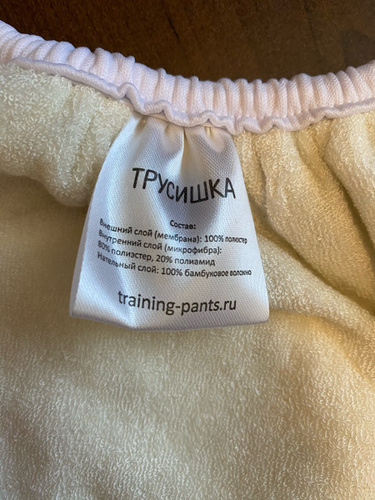 ТРУСИШКА
Состав:
Внешний слой (мембрана): 100% полиэстер
Внутренний слой (микрофибра):
80% полиэстер, 20% полиамид
Нательный слой: 100% бамбуковое волокно
training-pants.ru